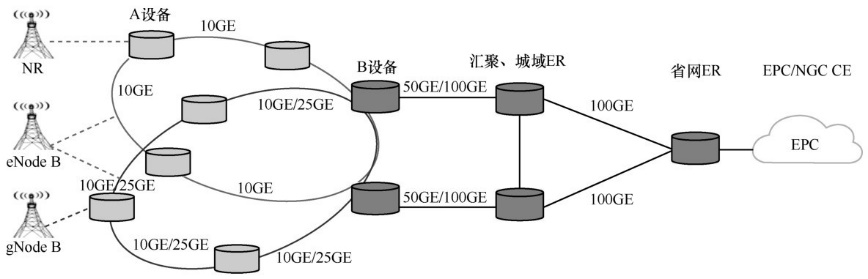 A设备
10GE
NR
10GE
B设备
汇聚、城域ER
省网ER
EPC/NGC CE
50GE/100GE
10GE/25GE
100GE
eNode B
EPC
10GE/25GE
10GE
50GE/100GE
100GE
gNode B
10GE/25GE
10GE/25GE